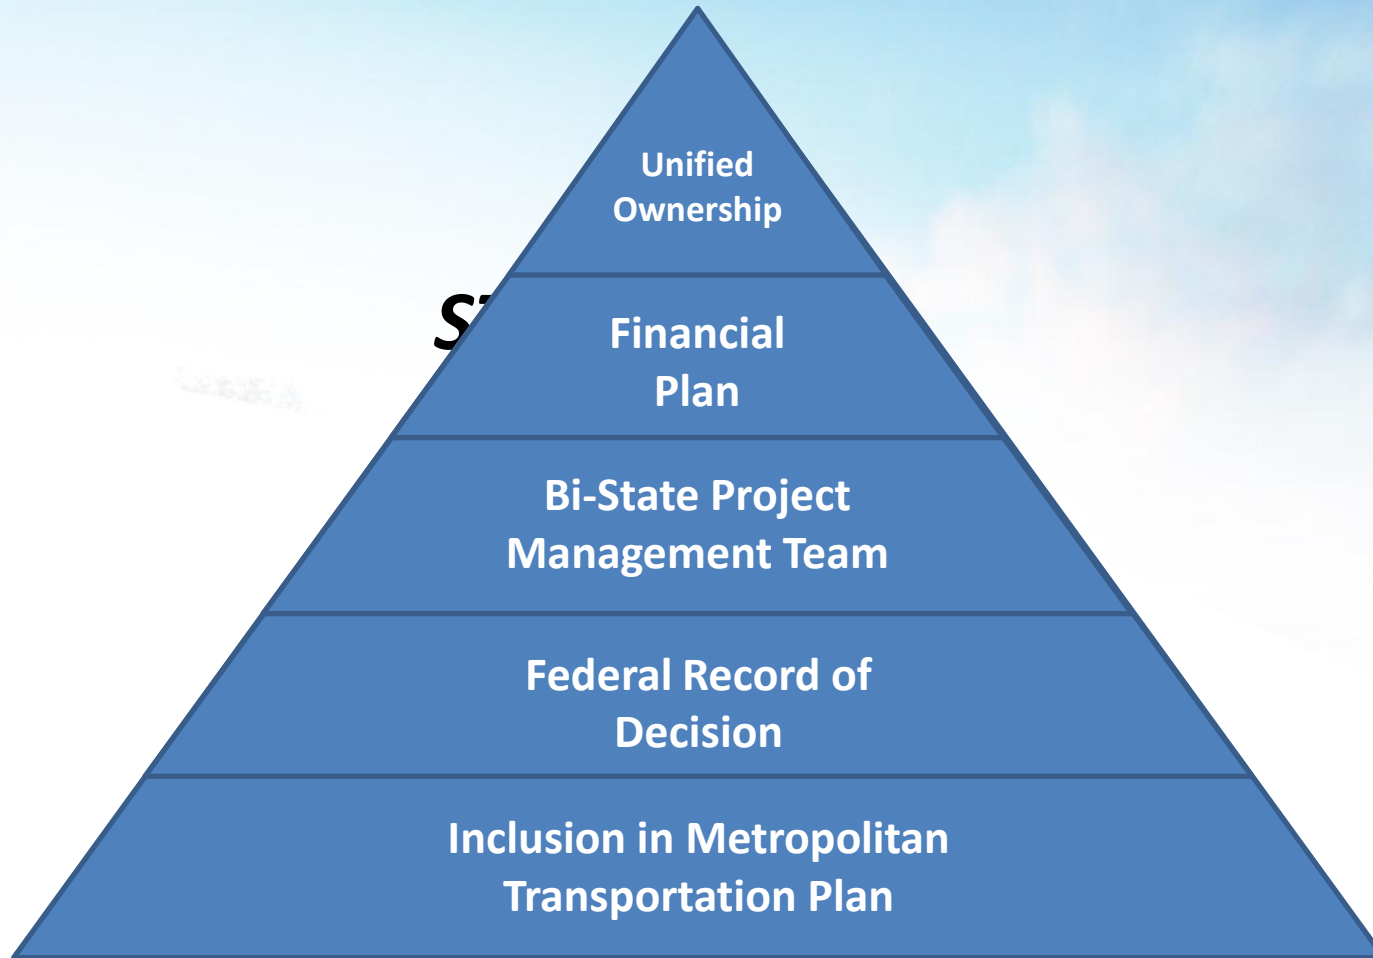 Unified
Ownership
Financial
Plan
Bi-State Project
Management Team
Federal Record of
Decision
Inclusion in Metropolitan
Transportation Plan